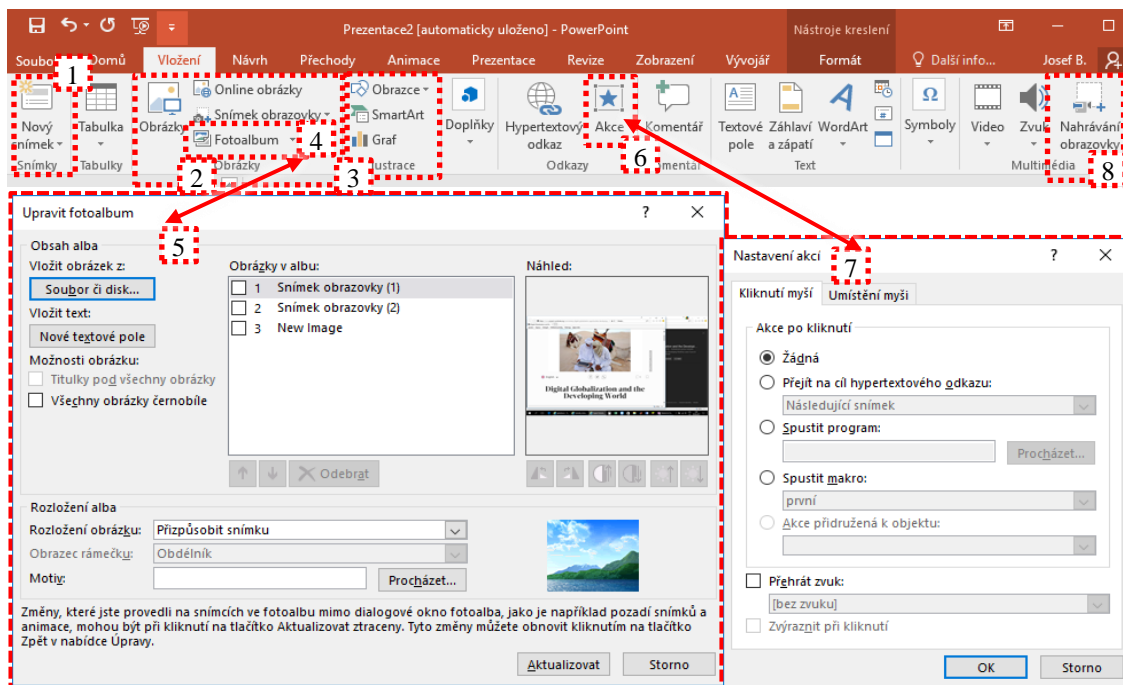 Prezentace2 [automaticky uloženo] - PowerPoint
Nástroje kreslení
Soubo
Domů
Vložení
Návrh
Přechody
Animace
Prezentace
Revize
Zobrazení
Vývojář
Formát
Další info...
Josef B.
1
Nový
snímek
Snímky
Tabulka
Tabulky
Obrázky
Online obrázky
Snímek obrazovky
Fotoalbum
4
Obrázky
2
Obrazce
SmartArt
Graf
3
ustrace
Doplňky
Hypertextový
odkaz
Akce
Odkazy
6
Komentář
mentář
Textové
pole
Záhlaví
a zápatí
WordArt
Text
Symboly
Video
Zvuk
Nahrávání
obrazovky
Multimédia
8
Upravit fotoalbum
?
5
Obsah alba
Vložit obrázek z:
Soubor či disk...
Vložit text:
Nové textové pole
Možnosti obrázku:
Titulky pod všechny obrázky
Všechny obrázky černobíle
Obrázky v albu:
1 Snímek obrazovky (1)
2 Snímek obrazovky (2)
3 New Image
Odebrat
Náhled:
Digital Globalization and the
Developing World
Rozložení alba
Rozložení obrázku: Přizpůsobit snímku
Obrazec rámečku: Obdélník
Motiv:
Procházet...
Změny, které jste provedli na snímcích ve fotoalbu mimo dialogové okno fotoalba, jako je například pozadí snímků a
animace, mohou být při kliknutí na tlačítko Aktualizovat ztraceny. Tyto změny můžete obnovit kliknutím na tlačítko
Zpět v nabídce Úpravy.
Aktualizovat
Storno
Nastavení akcí
?
7
Kliknutí myší
Umístění myši
Akce po kliknutí
Žádná
Přejít na cíl hypertextového odkazu:
Následující snímek
Spustit program:
Procházet...
Spustit makro:
první
Akce přidružená k objektu:
Přehrát zvuk:
[bez zvuku]
Zvýraznit při kliknutí
OK
Storno